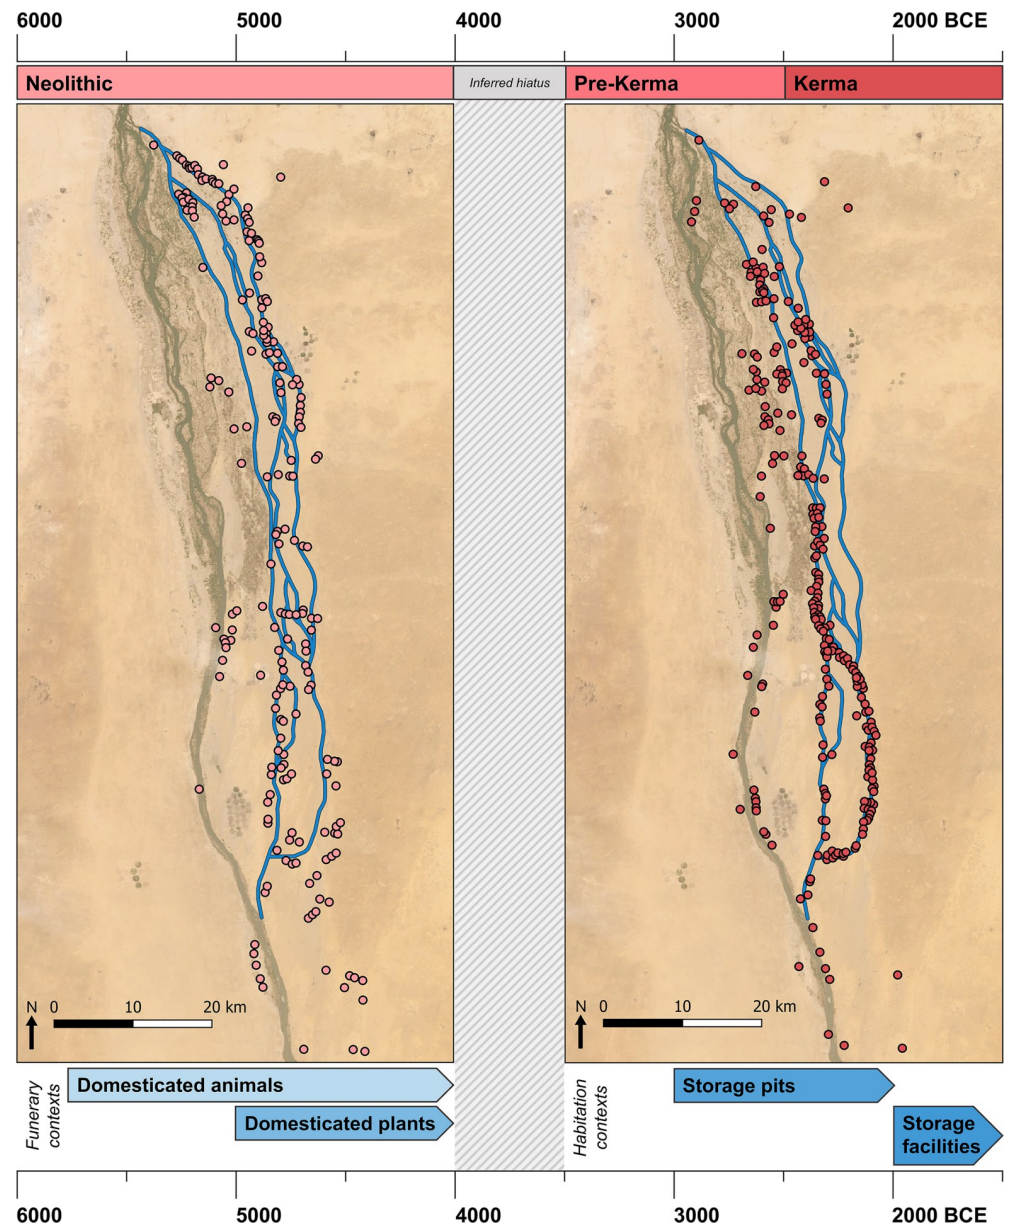 6000 5000 4000 3000 2000 BCE
Neolithic Inferred hiatus Pre-Kerma Kerma
N 0 10 20 km
N 0 10 20 km
Funerary
contexts
Domesticated animals
Domesticated plants
Habitation
contexts
Storage pits
Storage
facilities
6000 5000 4000 3000 2000 BCE